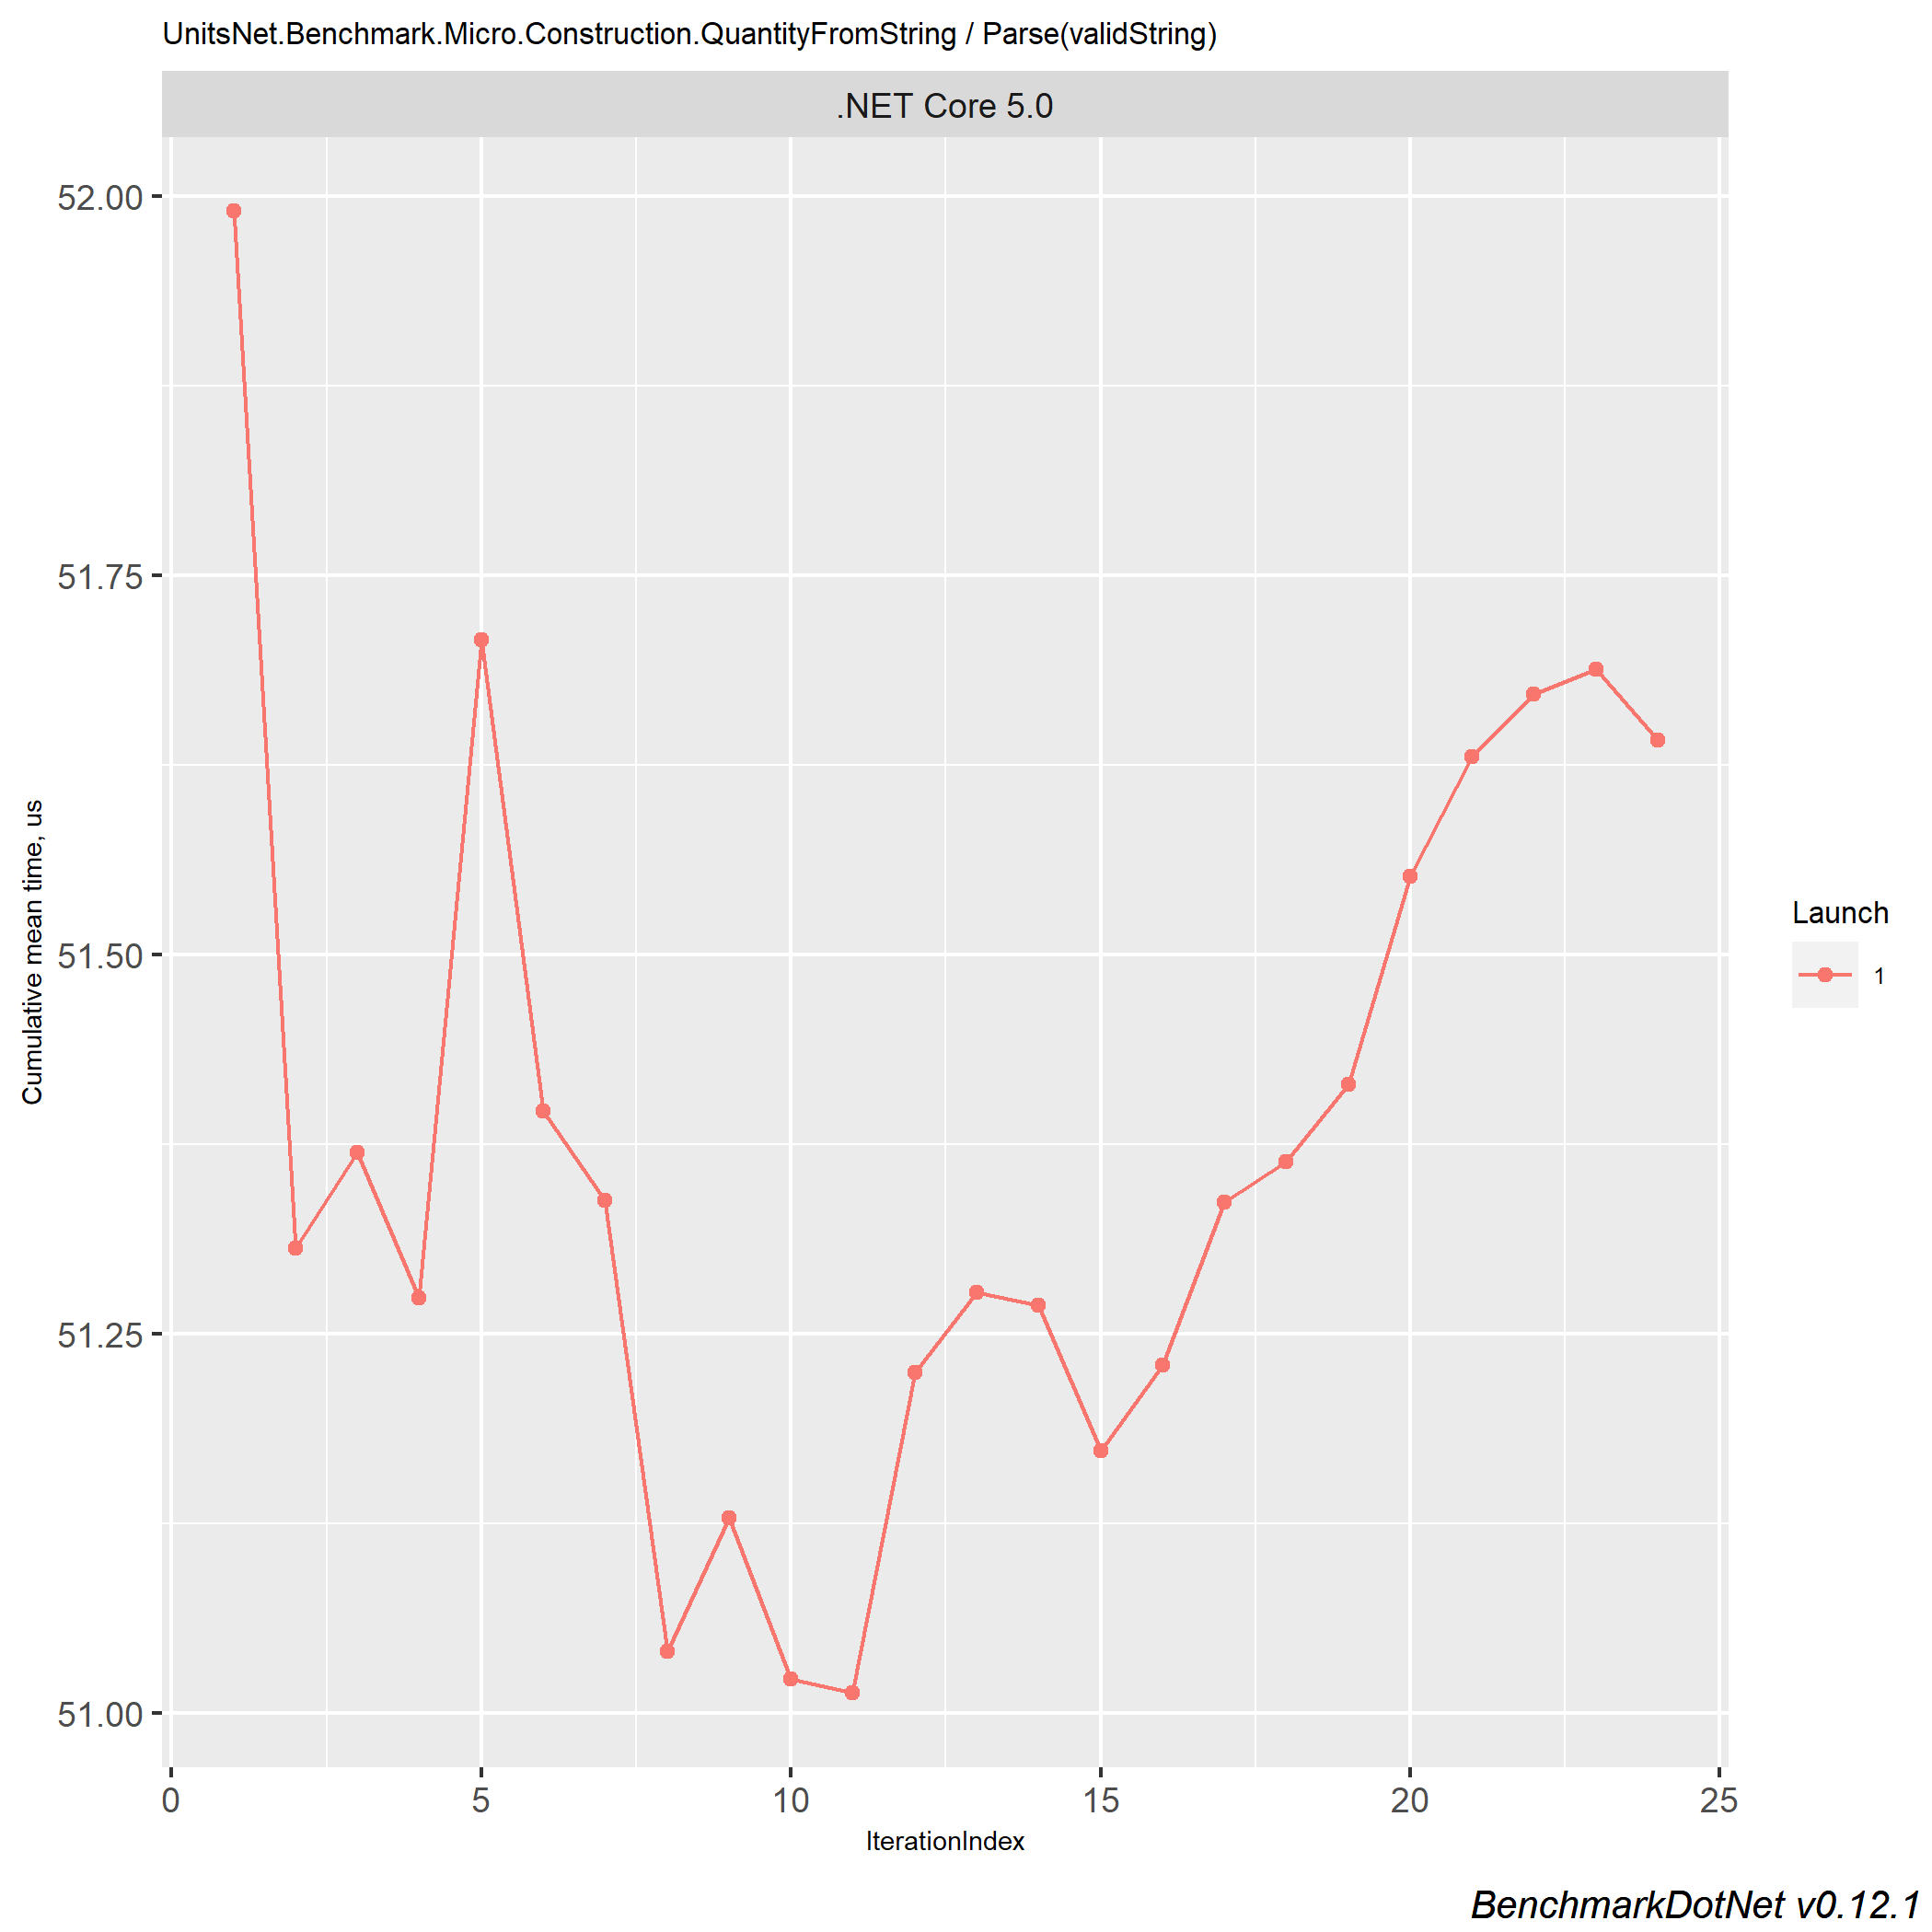 UnitsNet.Benchmark.Micro.Construction.QuantityFromString / Parse(validString)
.NET Core 5.0
52.00
51.75
51.50
51.25
51.00
Cumulative mean time, us
0 5 10 15 20 25
IterationIndex
Launch
1
BenchmarkDotNet v0.12.1